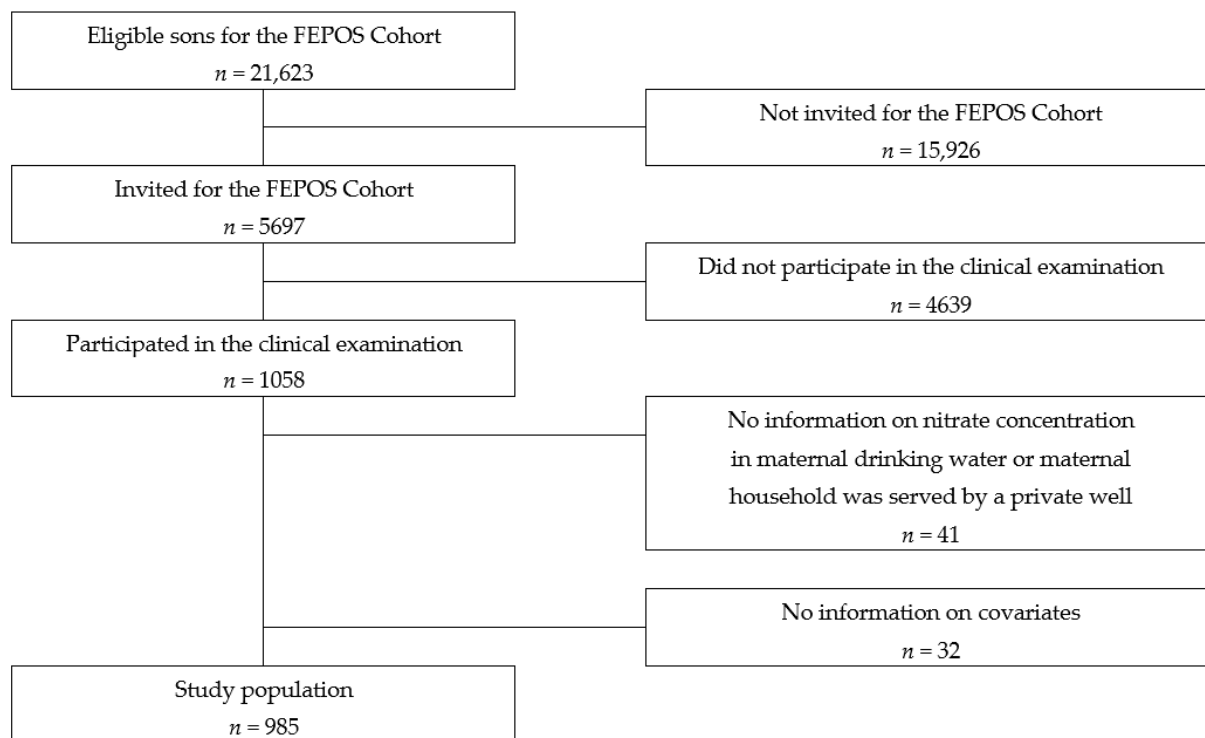 Eligible sons for the FEPOS Cohort
n = 21,623
Not invited for the FEPOS Cohort
n = 15,926
Invited for the FEPOS Cohort
n = 5697
Did not participate in the clinical examination
n = 4639
Participated in the clinical examination
n = 1058
No information on nitrate concentration
in maternal drinking water or maternal
household was served by a private well
n = 41
No information on covariates
n = 32
Study population
n = 985